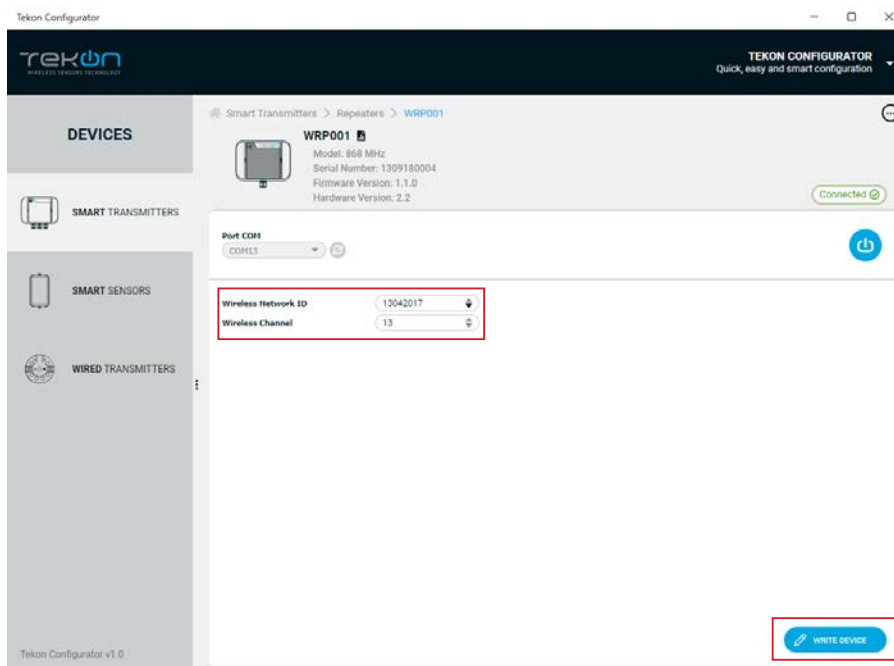 Tekon Configurator
TEKON
WIRELESS SENSORS TECHNOLOGY
TEKON CONFIGURATOR
Quick, easy and smart configuration
DEVICES
SMART TRANSMITTERS
SMART SENSORS
WIRED TRANSMITTERS
Tekon Configurator v1.0
Smart Transmitters > Repeaters > WRP001
WRP001
Model: 868 MHz
Serial Number: 1309180004
Firmware Version: 1.1.0
Hardware Version: 2.2
Connected
Port COM
COM13
Wireless Network ID 13042017
Wireless Channel 13
WRITE DEVICE